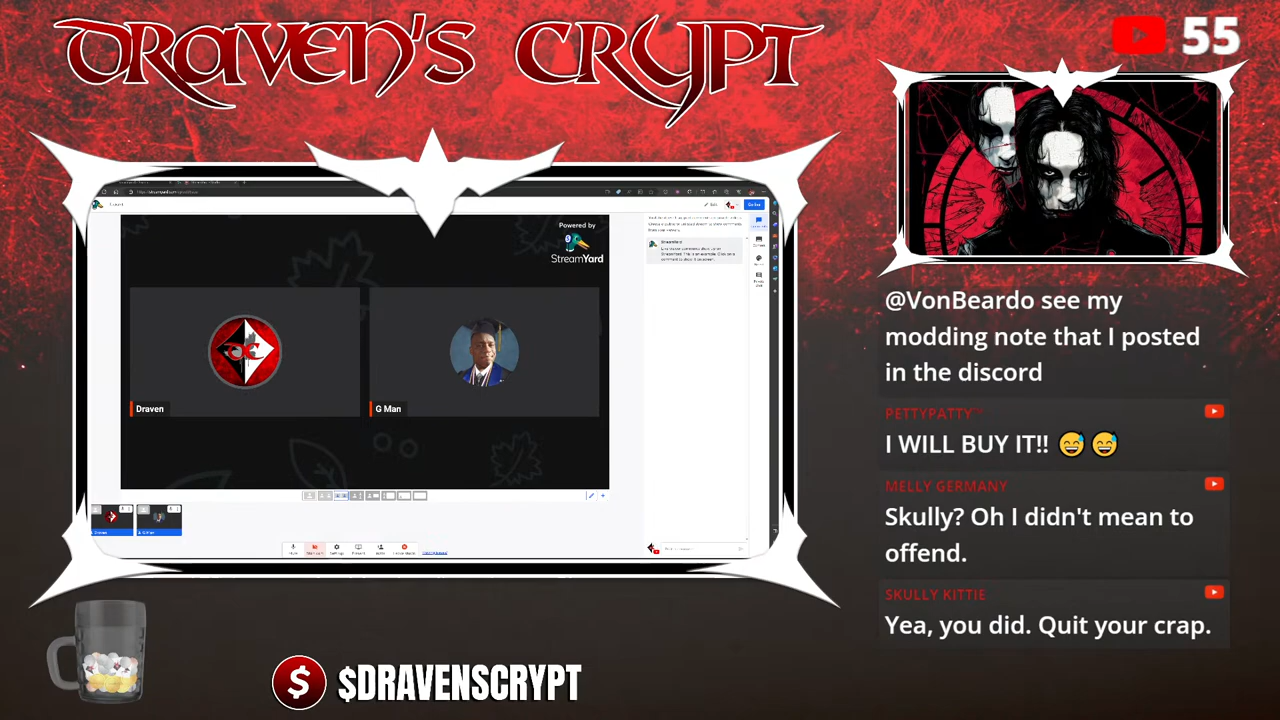 DRAVEN'S CRYPT
55
Powered by
StreamYard
Draven
G Man
@VonBeardo see my
modding note that I posted
in the discord
PETTYPATTY™
I WILL BUY IT!! 😅 😅
MELLY GERMANY
Skully? Oh I didn't mean to
offend.
SKULLY KITTIE
Yea, you did. Quit your crap.
$ $DRAVENSCRYPT